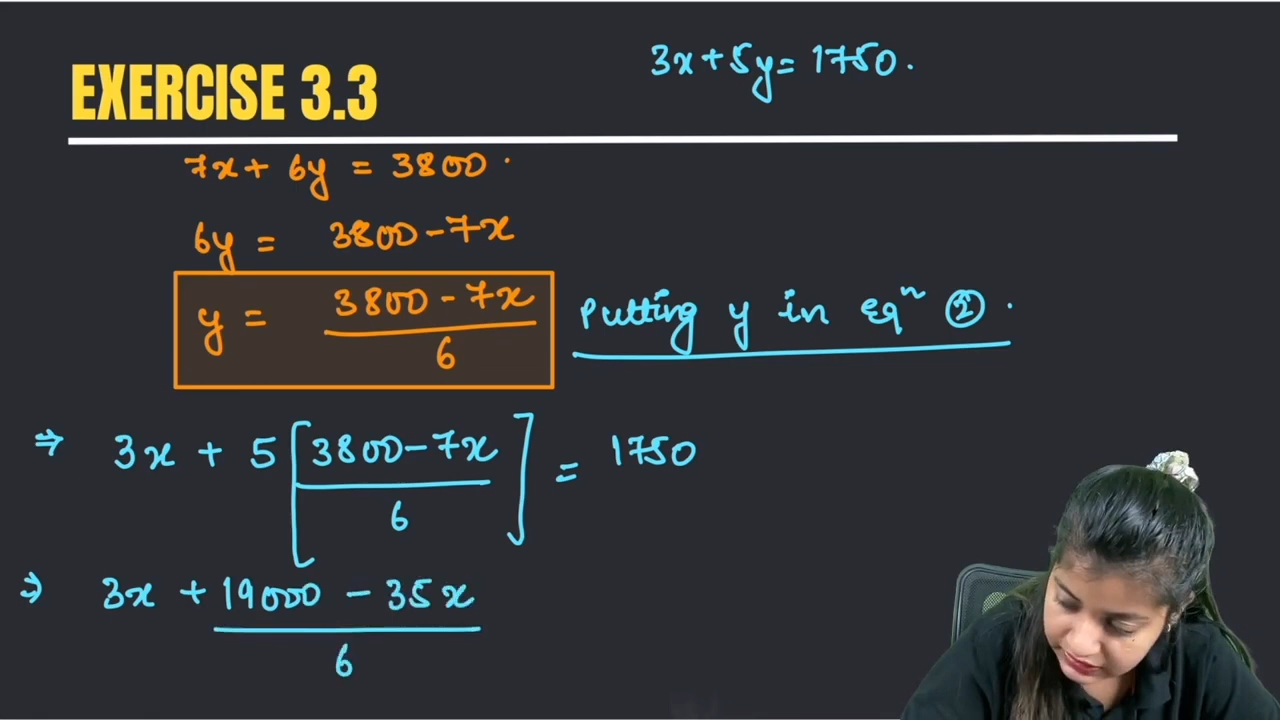 3x+5y=1750.
EXERCISE 3.3
7x+ 6y = 3800.
6y = 3800-7x
y = 3800-7x / 6 Putting y in Eqⁿ ②.
⇒ 3x + 5[3800-7x / 6] = 1750
⇒ 3x + 19000 - 35x / 6